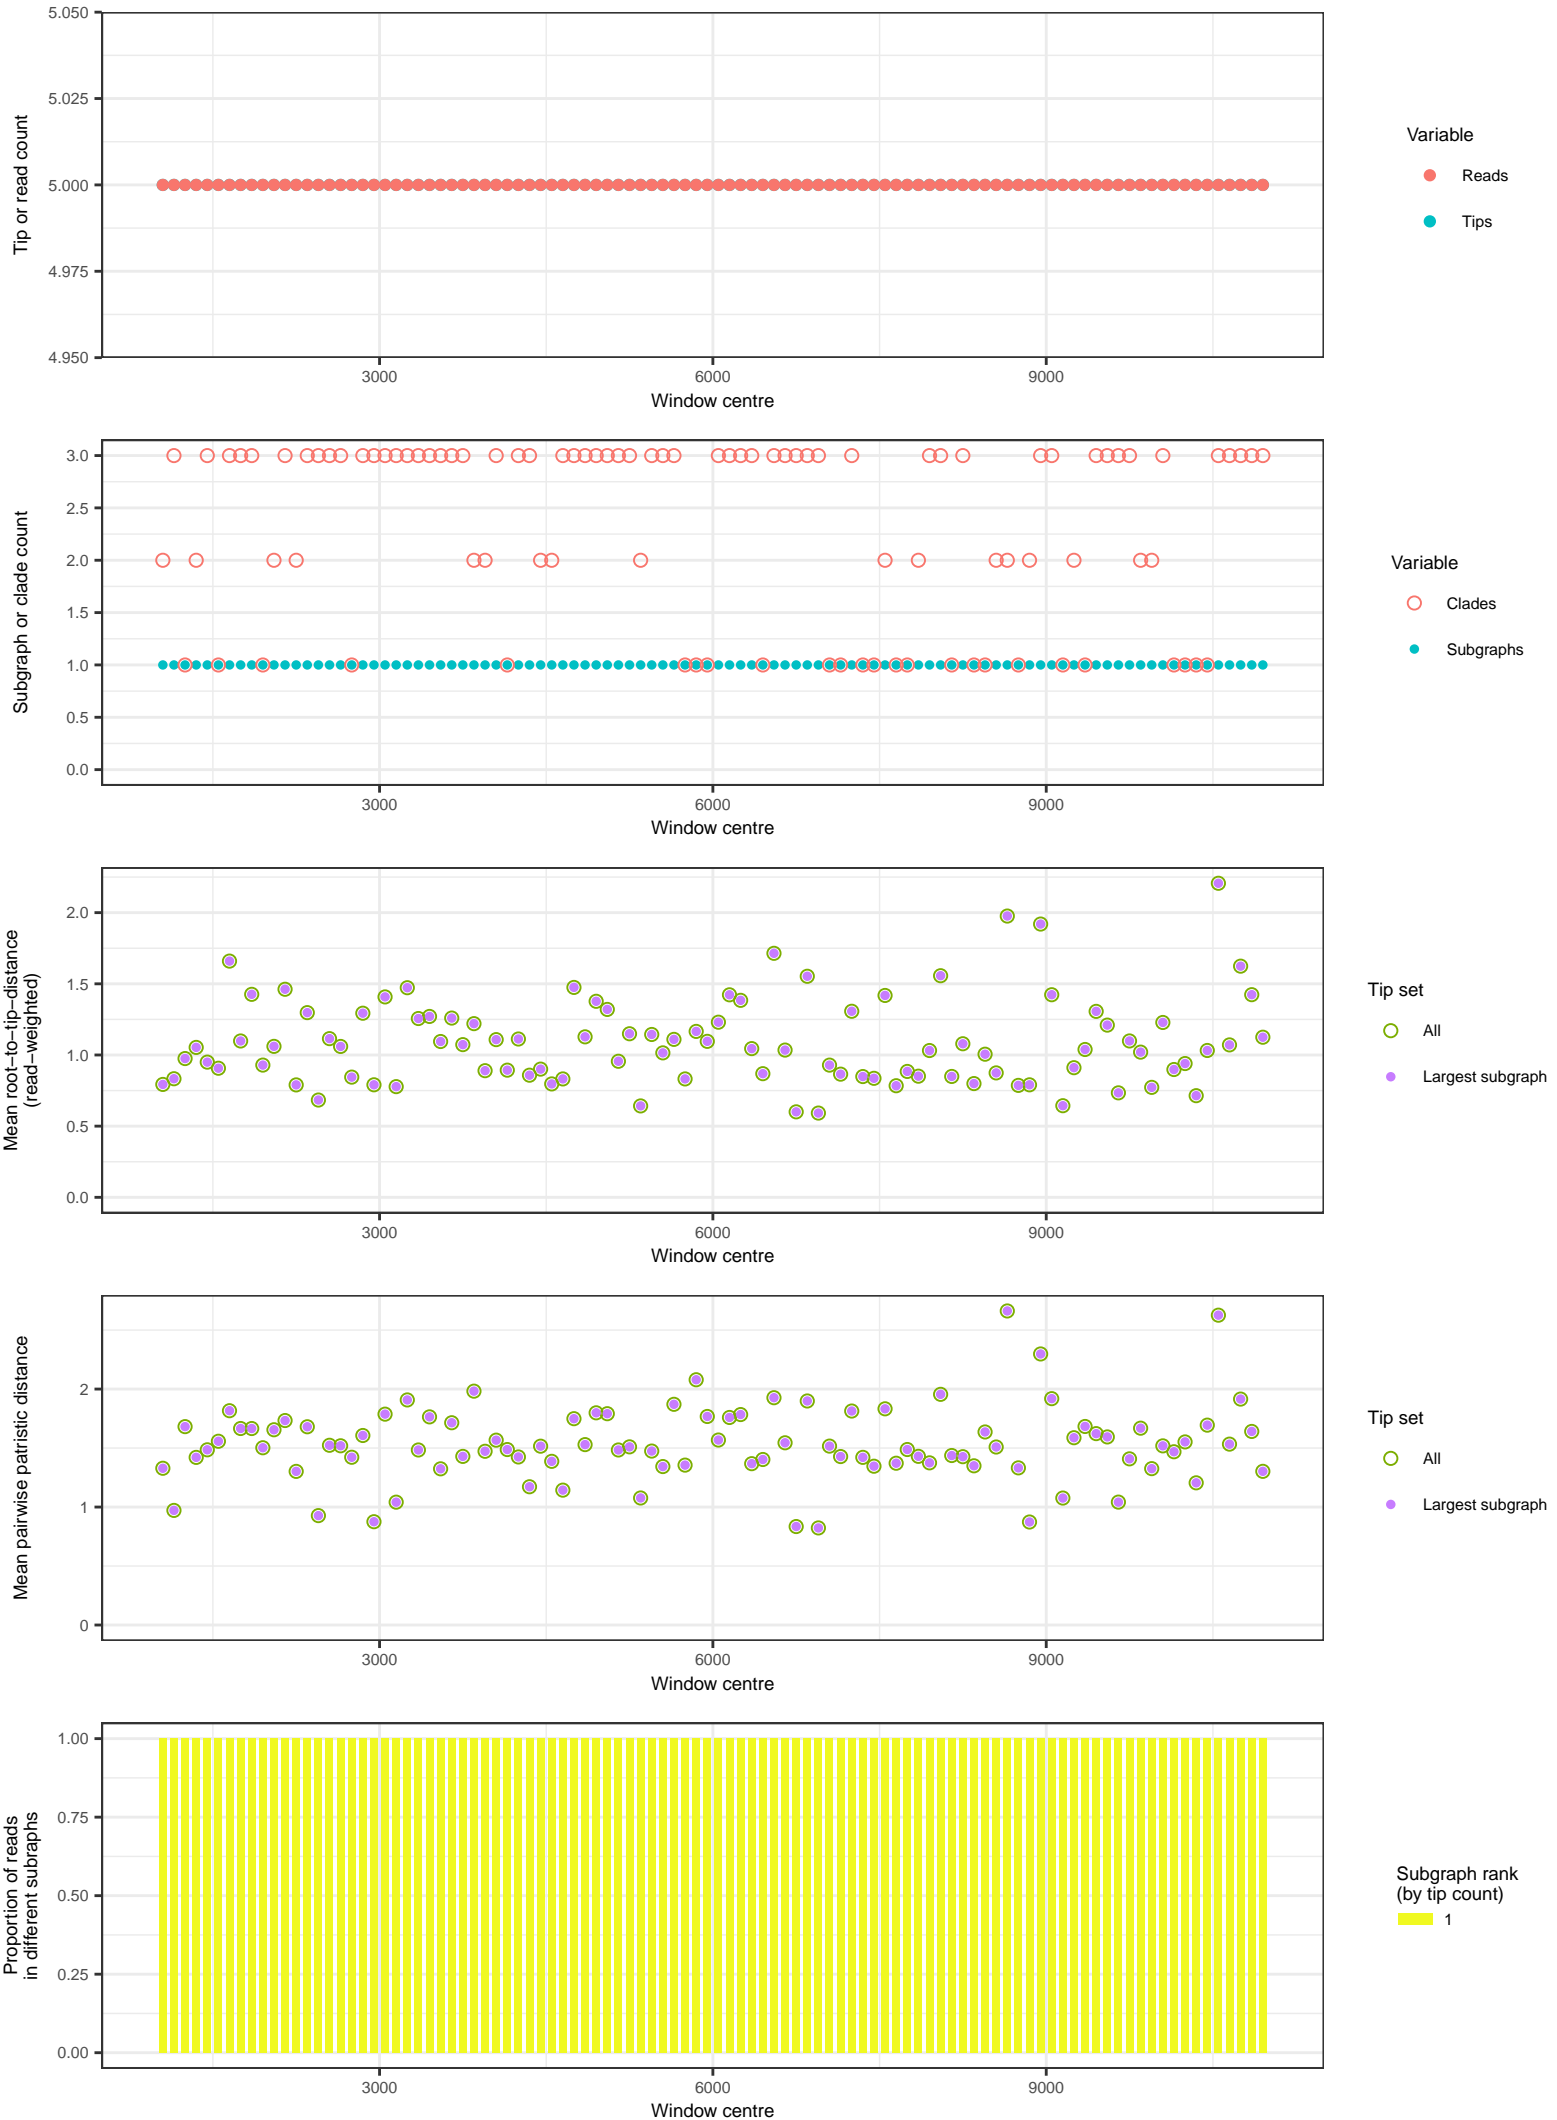 5.050
5.025
5.000
4.975
4.950
Tip or read count
3000 6000 9000
Window centre
Variable
Reads
Tips
3.0
2.5
2.0
1.5
1.0
0.5
0.0
Subgraph or clade count
3000 6000 9000
Window centre
Variable
Clades
Subgraphs
2.0
1.5
1.0
0.5
0.0
Mean root−to−tip−distance
(read−weighted)
3000 6000 9000
Window centre
Tip set
All
Largest subgraph
2
1
0
Mean pairwise patristic distance
3000 6000 9000
Window centre
Tip set
All
Largest subgraph
1.00
0.75
0.50
0.25
0.00
Proportion of reads
in different subraphs
3000 6000 9000
Window centre
Subgraph rank
(by tip count)
1